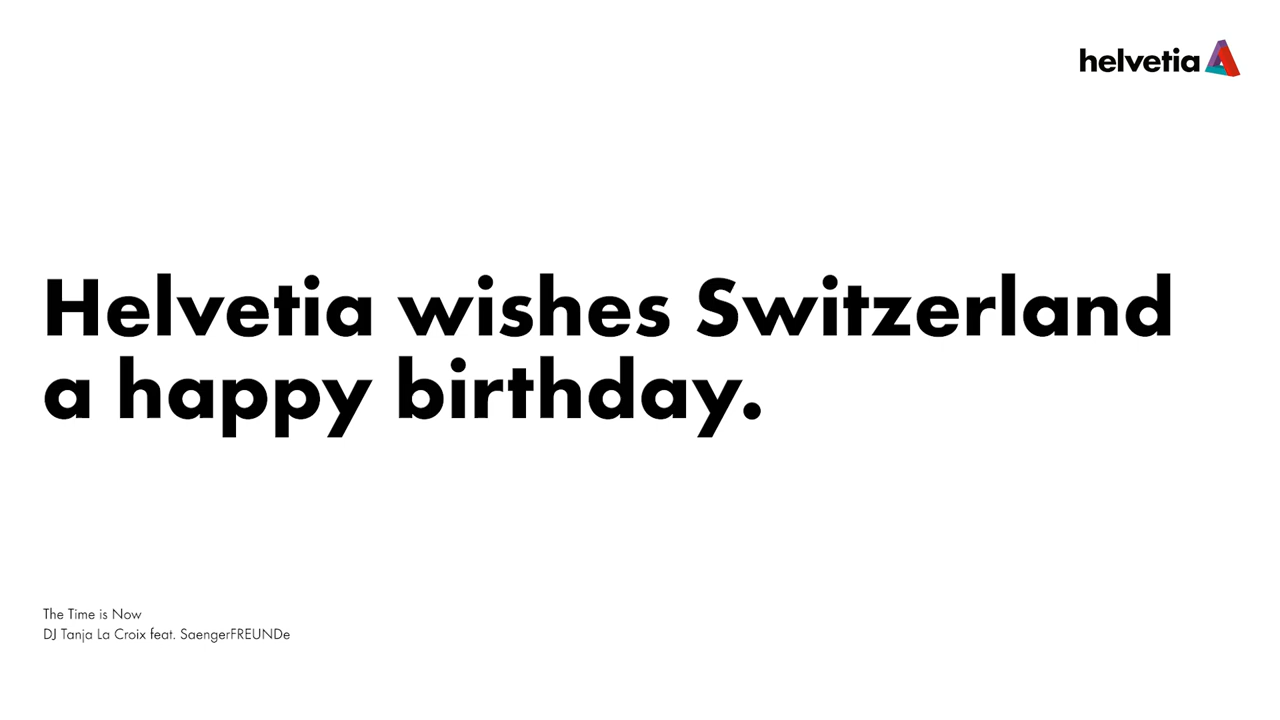 helvetia
Helvetia wishes Switzerland
a happy birthday.
The Time is Now
DJ Tanja La Croix feat. SaengerFREUNDe